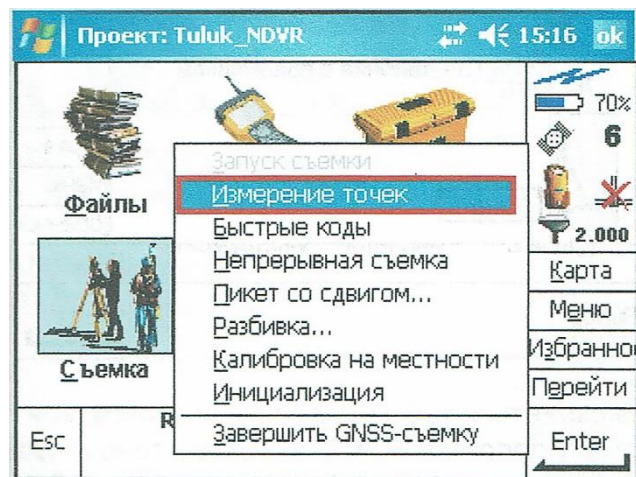 Проект: Tuluk_NDVR
15:16
ok
70%
6
2.000
Файлы
Съемка
Запуск съемки
Измерение точек
Быстрые коды
Непрерывная съемка
Пикет со сдвигом...
Разбивка...
Калибровка на местности
Инициализация
Завершить GNSS-съемку
Карта
Меню
Избранно
Перейти
Esc
R
Enter